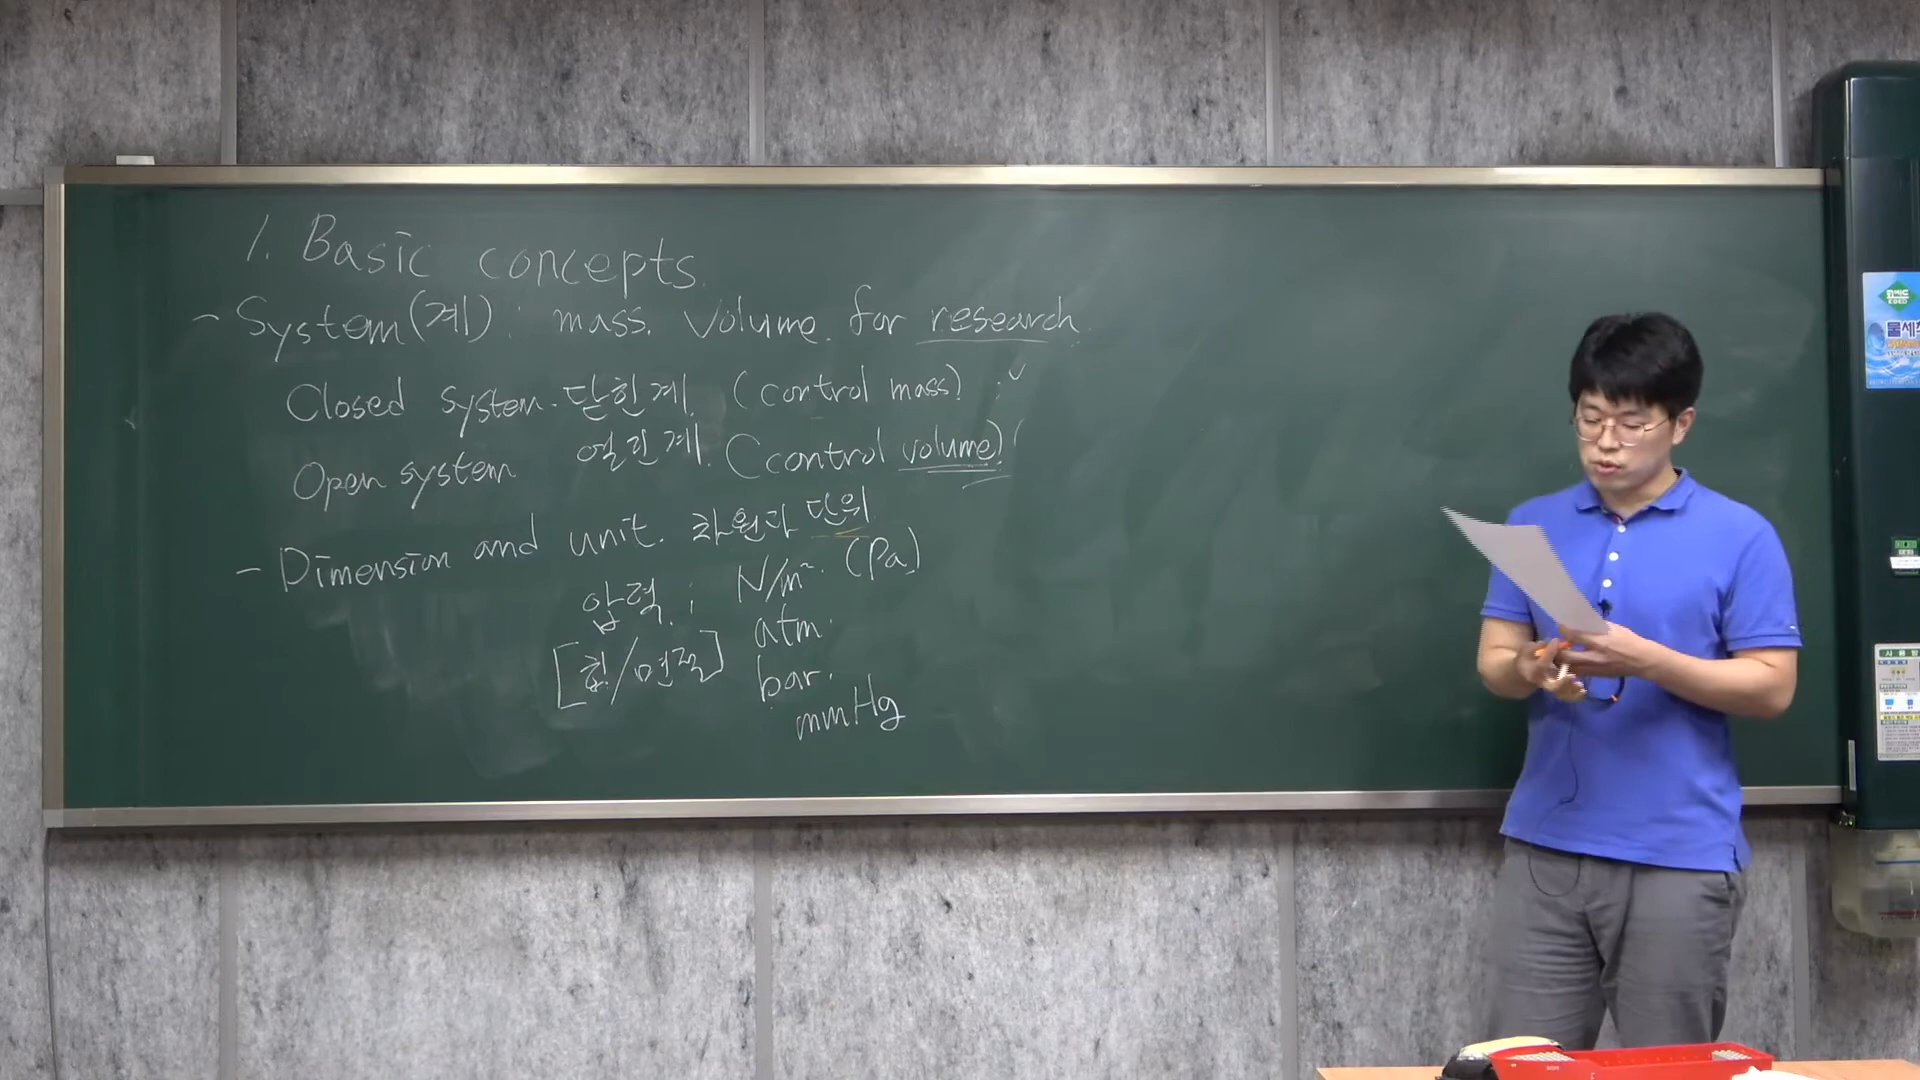 1. Basic concepts.
- System(계) : mass. volume. for research.
Closed system. 닫힌계. (control mass) :
Open system 열린계. (control volume) (
- Dimension and unit. 차원과 단위
압력 ; N/m². (Pa)
[힘/면적] atm.
bar.
mmHg